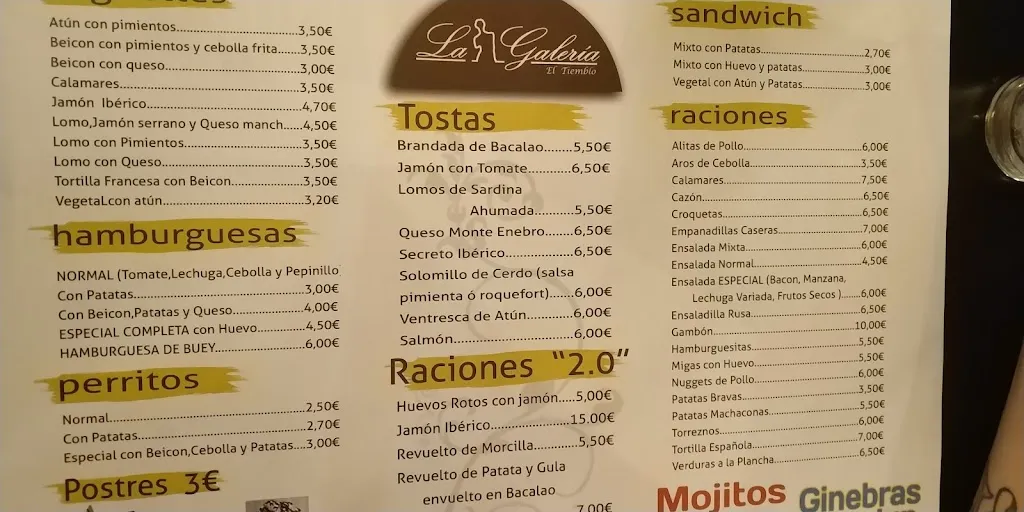 Atún con pimientos..........3,50€
Beicon con pimientos y cebolla frita.....3,50€
Beicon con queso..........3,00€
Calamares..........3,50€
Jamón Ibérico..........4,70€
Lomo,Jamón serrano y Queso manch......4,50€
Lomo con Pimientos..........3,50€
Lomo con Queso..........3,50€
Tortilla Francesa con Beicon..........3,50€
Vegetal.con atún..........3,20€
hamburguesas
NORMAL (Tomate,Lechuga,Cebolla y Pepinillo
Con Patatas..........3,00€
Con Beicon,Patatas y Queso..........4,00€
ESPECIAL COMPLETA con Huevo..........4,50€
HAMBURGUESA DE BUEY..........6,00€
perritos
Normal..........2,50€
Con Patatas..........2,70€
Especial con Beicon,Cebolla y Patatas...3,00€
Postres 3€
La Galería
El Tiemblo
Tostas
Brandada de Bacalao........5,50€
Jamón con Tomate...........6,50€
Lomos de Sardina
Ahumada..........5,50€
Queso Monte Enebro........6,50€
Secreto Ibérico..........6,50€
Solomillo de Cerdo (salsa
pimienta ó roquefort).......6,00€
Ventresca de Atún...........6,00€
Salmón..........6,00€
Raciones "2.0"
Huevos Rotos con jamón.....5,00€
Jamón Ibérico..........15.00€
Revuelto de Morcilla..........5,50€
Revuelto de Patata y Gula
envuelto en Bacalao
7,00€
sandwich
Mixto con Patatas..........2,70€
Mixto con Huevo y patatas..........3,00€
Vegetal con Atún y Patatas..........3,00€
raciones
Alitas de Pollo..........6,00€
Aros de Cebolla..........3,50€
Calamares..........7,50€
Cazón..........6,50€
Croquetas..........6,50€
Empanadillas Caseras..........7,00€
Ensalada Mixta..........6,00€
Ensalada Normal..........4,50€
Ensalada ESPECIAL (Bacon, Manzana,
Lechuga Variada, Frutos Secos ).......6,00€
Ensaladilla Rusa..........6,50€
Gambón..........10,00€
Hamburguesitas..........5,50€
Migas con Huevo..........5,50€
Nuggets de Pollo..........6,00€
Patatas Bravas..........3,50€
Patatas Machaconas..........5,50€
Torreznos..........6,00€
Tortilla Española..........7,00€
Verduras a la Plancha..........6,50€
Mojitos
Ginebras